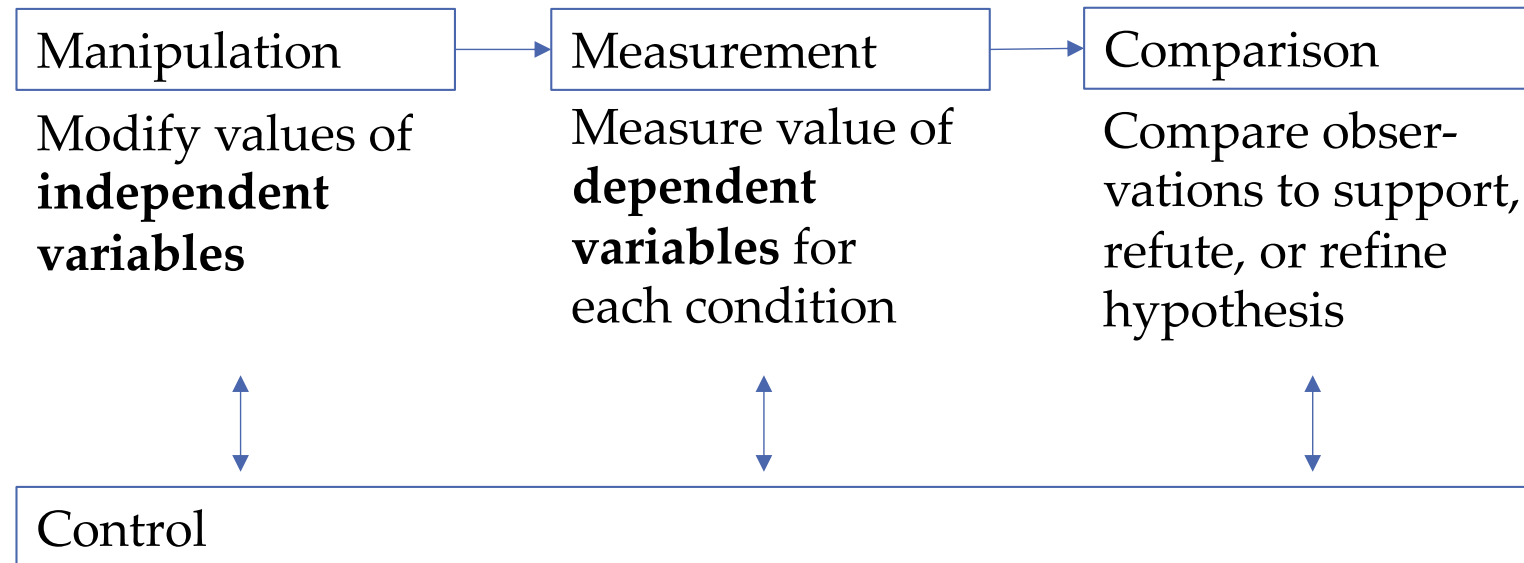 Manipulation
Modify values of
independent
variables
Measurement
Measure value of
dependent
variables for
each condition
Comparison
Compare obser-
vations to support,
refute, or refine
hypothesis
Control